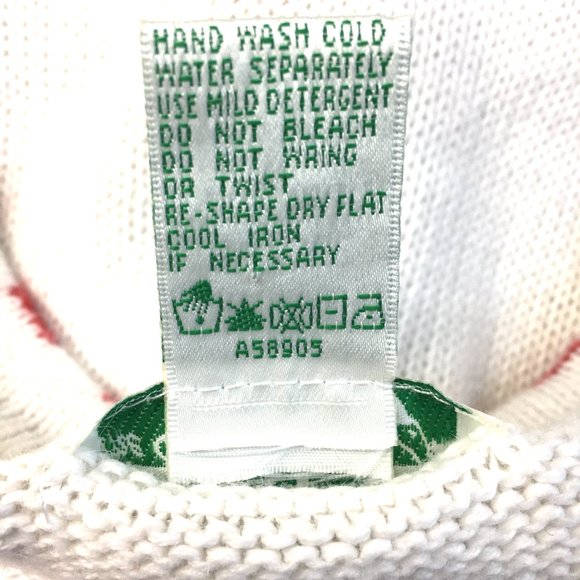 HAND WASH COLD
WATER SEPARATELY
USE MILD DETERGENT
DO NOT BLEACH
DO NOT WRING
OR TWIST
RE-SHAPE DRY FLAT
COOL IRON
IF NECESSARY
A58905